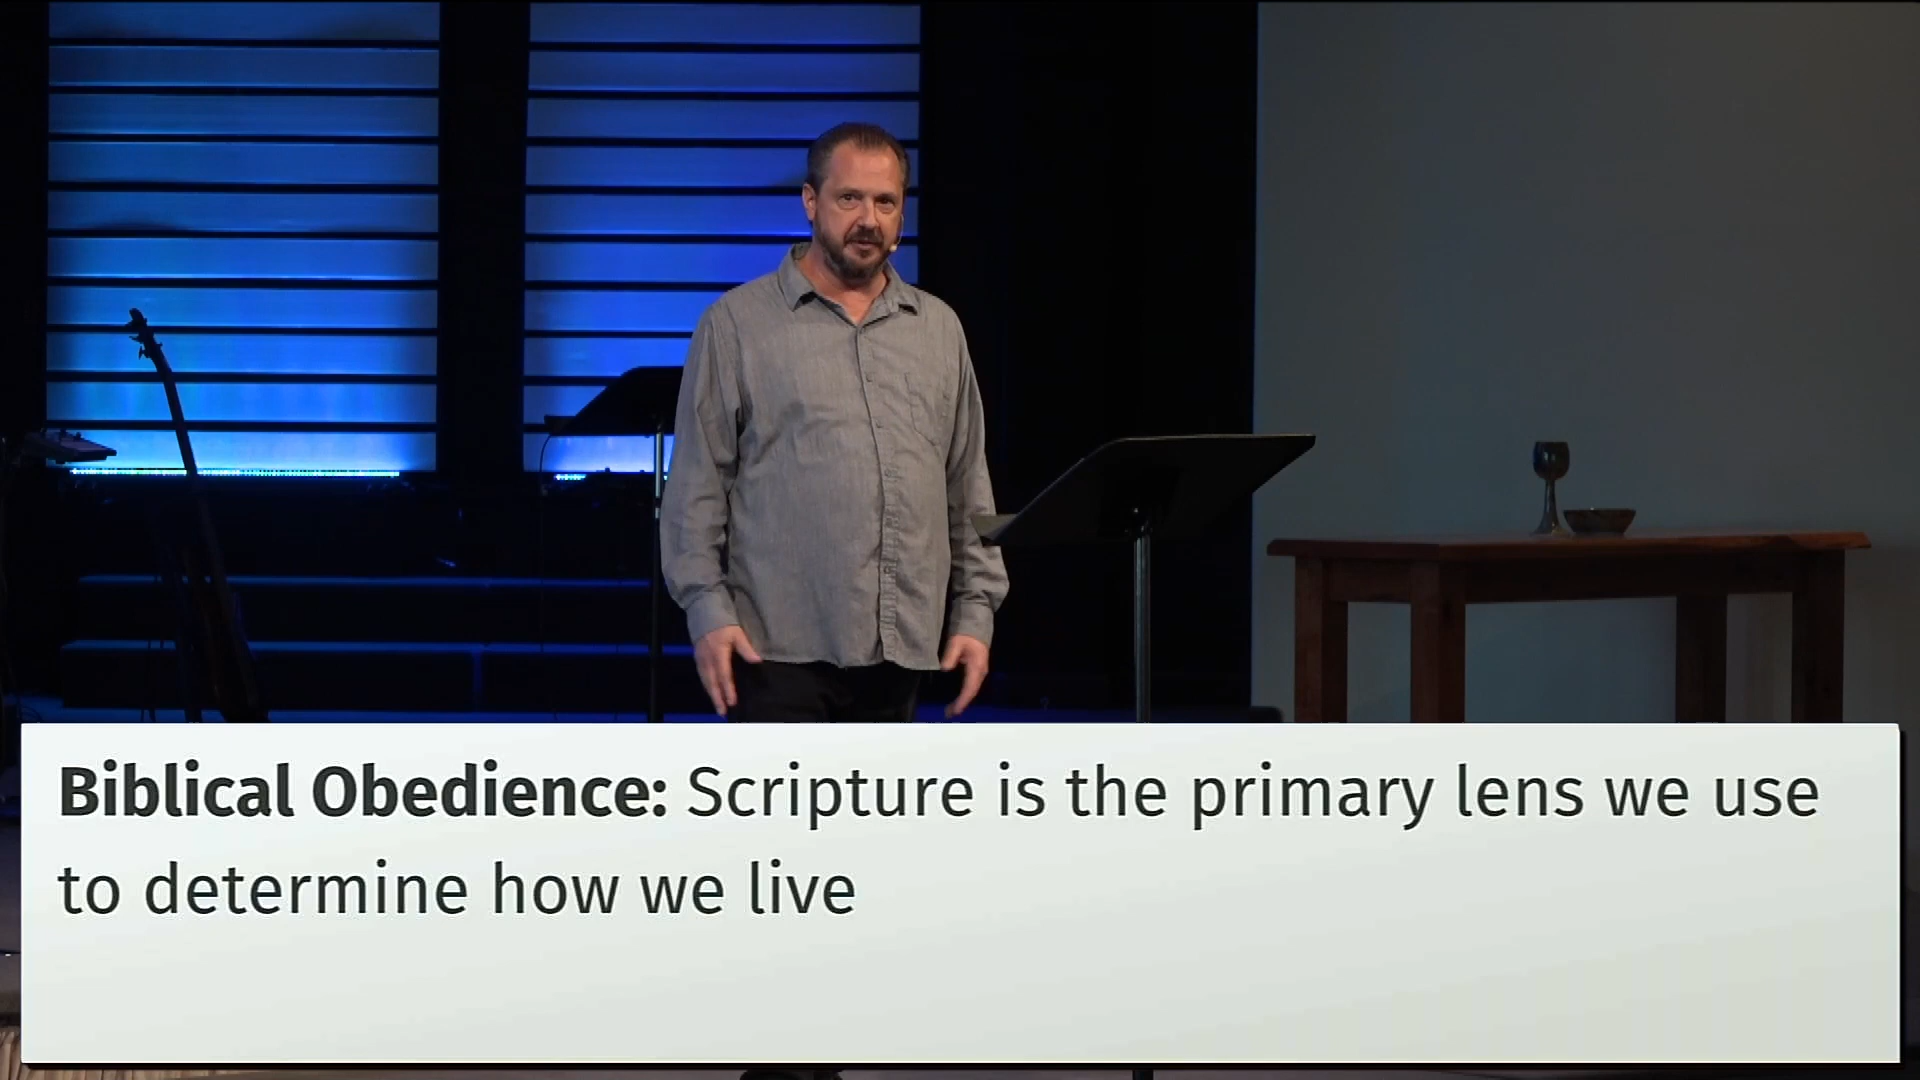 Biblical Obedience: Scripture is the primary lens we use
to determine how we live